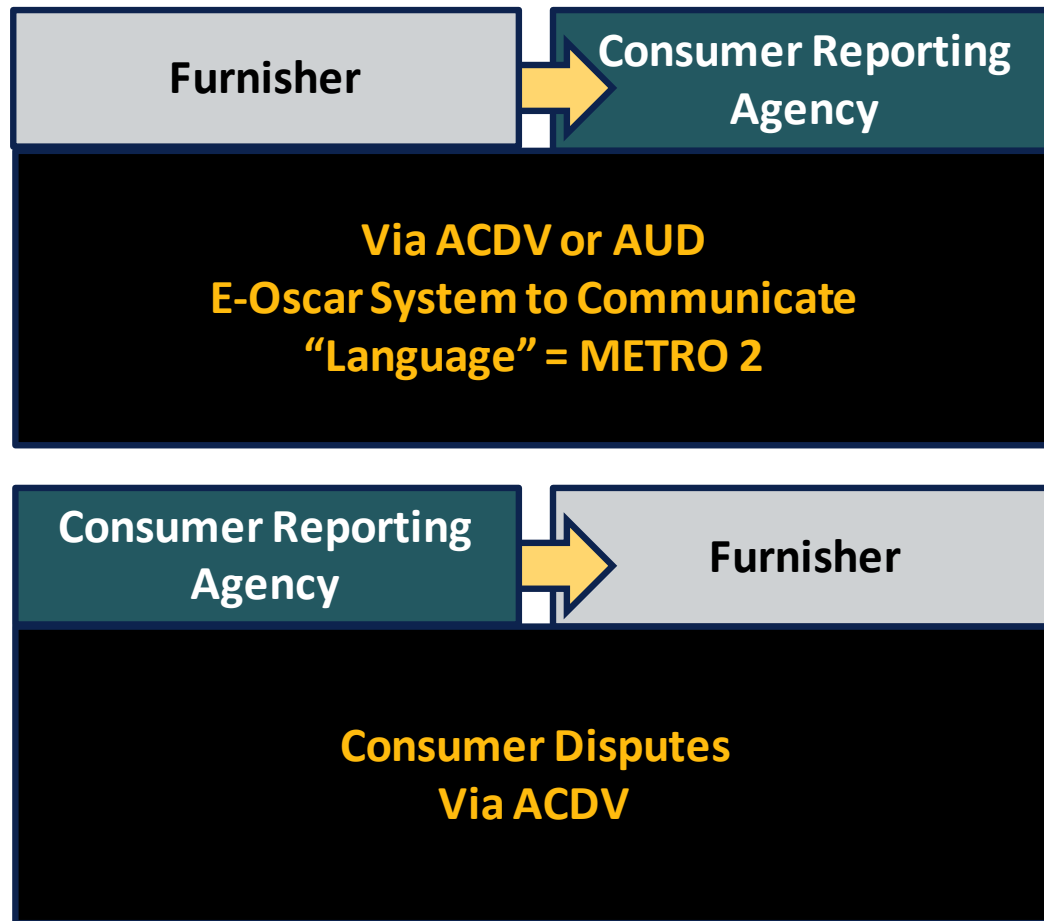 Furnisher
Consumer Reporting
Agency
Via ACDV or AUD
E-Oscar System to Communicate
“Language” = METRO 2
Consumer Reporting
Agency
Furnisher
Consumer Disputes
Via ACDV